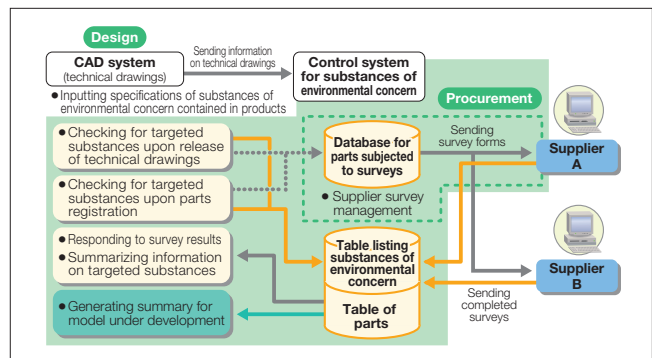 Design
CAD system
(technical drawings)
Sending information
on technical drawings
Control system
for substances of
environmental concern
● Inputting specifications of substances of
environmental concern contained in products
Procurement
● Checking for targeted
substances upon release
of technical drawings
● Checking for targeted
substances upon parts
registration
Database for
parts subjected
to surveys
Sending
survey forms
Supplier
A
● Supplier survey
management
● Responding to survey results
● Summarizing information
on targeted substances
Table listing
substances of
environmental
concern
Supplier
B
● Generating summary for
model under development
Table of
parts
Sending
completed
surveys